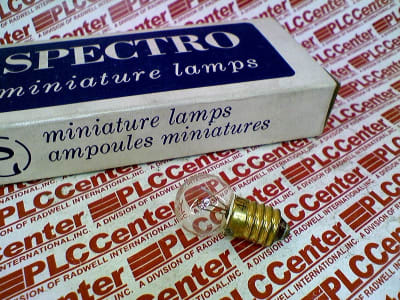 SPECTRO
miniature lamps
S
miniature lamps
ampoules miniatures
PLCCenter
A DIVISION OF RADWELL INTERNATIONAL, INC.